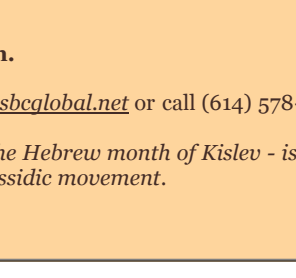 n.
sbcglobal.net or call (614) 578-
he Hebrew month of Kislev - is
ssidic movement.